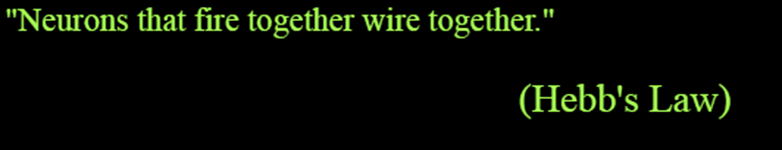 "Neurons that fire together wire together."
(Hebb's Law)